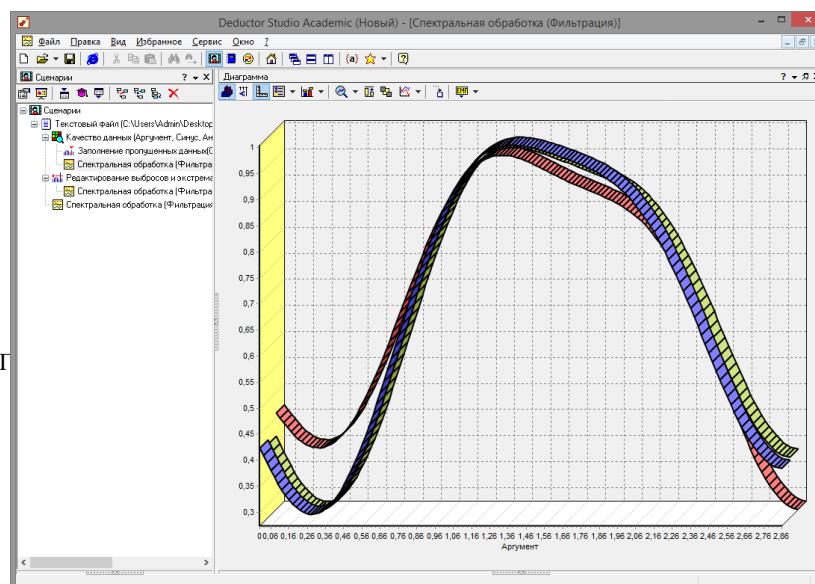 Deductor Studio Academic (Новый) - [Спектральная обработка (Фильтрация)]
Файл Правка Вид Избранное Сервис Окно ?
Сценарии
Диаграмма
Сценарии
Текстовый файл (C:\Users\Admin\Desktop
Качество данных (Аргумент, Синус, Ан
Заполнение пропущенных данных(С
Спектральная обработка (Фильтра
Редактирование выбросов и экстрема
Спектральная обработка (Фильтра
Спектральная обработка (Фильтрация
1
0,95
0,9
0,85
0,8
0,75
0,7
0,65
0,6
0,55
0,5
0,45
0,4
0,35
0,3
0 0,06 0,16 0,26 0,36 0,46 0,56 0,66 0,76 0,86 0,96 1,06 1,16 1,26 1,36 1,46 1,56 1,66 1,76 1,86 1,96 2,06 2,16 2,26 2,36 2,46 2,56 2,66 2,76 2,86
Аргумент